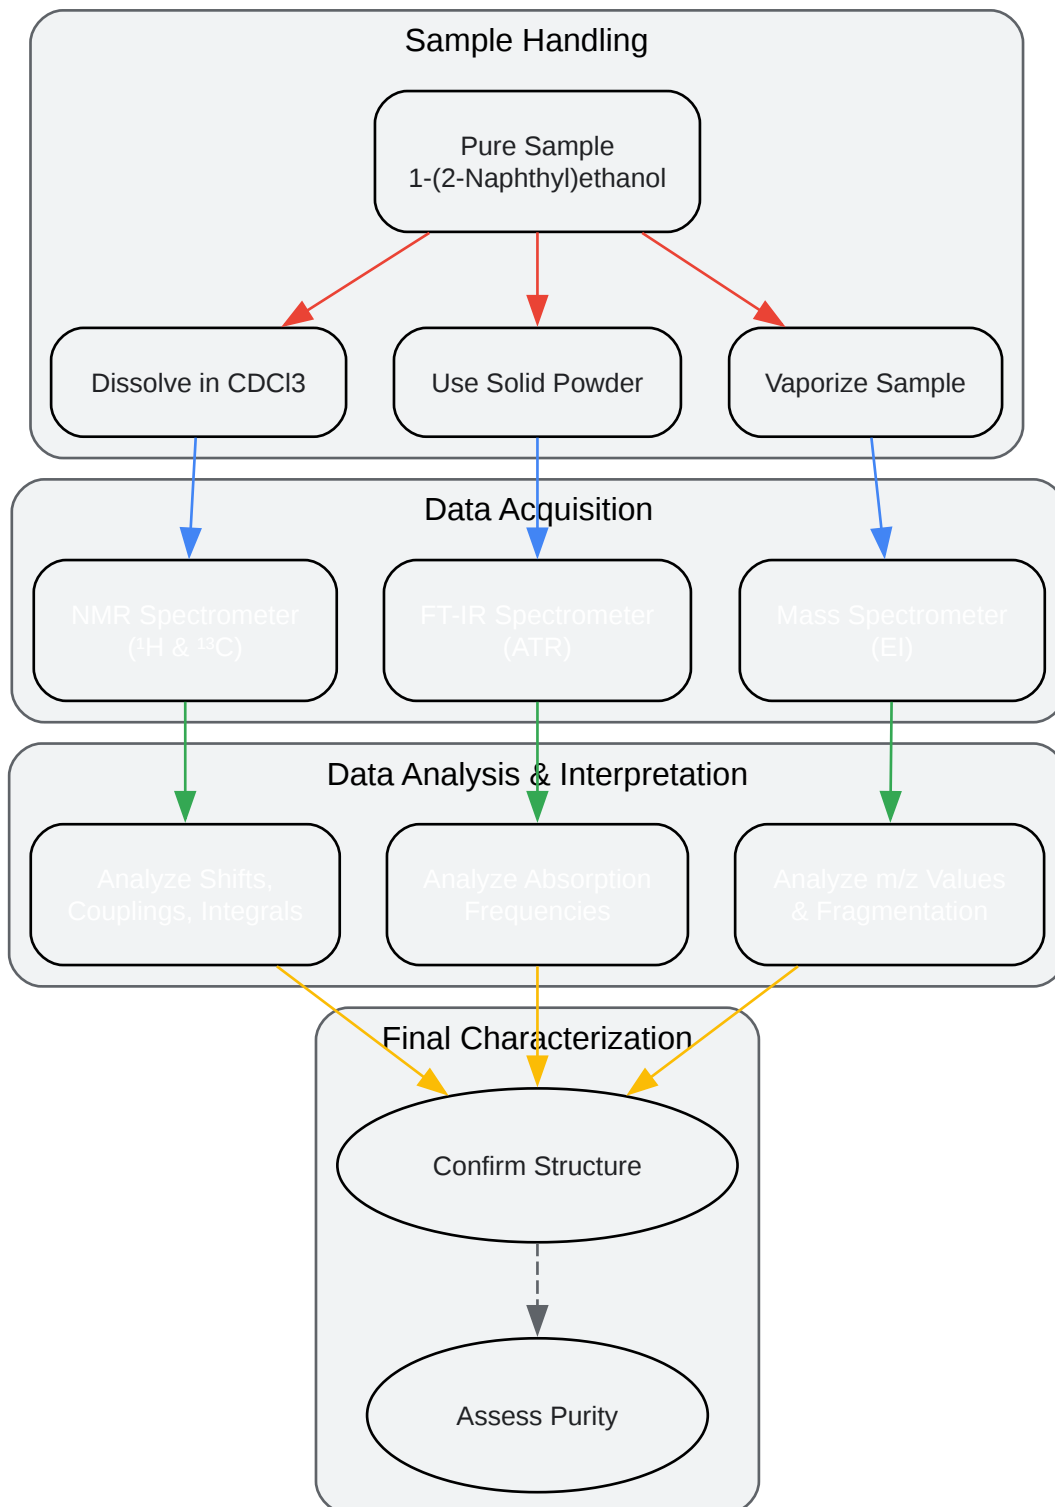 Sample Handling
Pure Sample
1-(2-Naphthyl)ethanol
Dissolve in CDCl3
Use Solid Powder
Vaporize Sample
Data Acquisition
NMR Spectrometer
(¹H & ¹³C)
FT-IR Spectrometer
(ATR)
Mass Spectrometer
(EI)
Data Analysis & Interpretation
Analyze Shifts,
Couplings, Integrals
Analyze Absorption
Frequencies
Analyze m/z Values
& Fragmentation
Final Characterization
Confirm Structure
Assess Purity